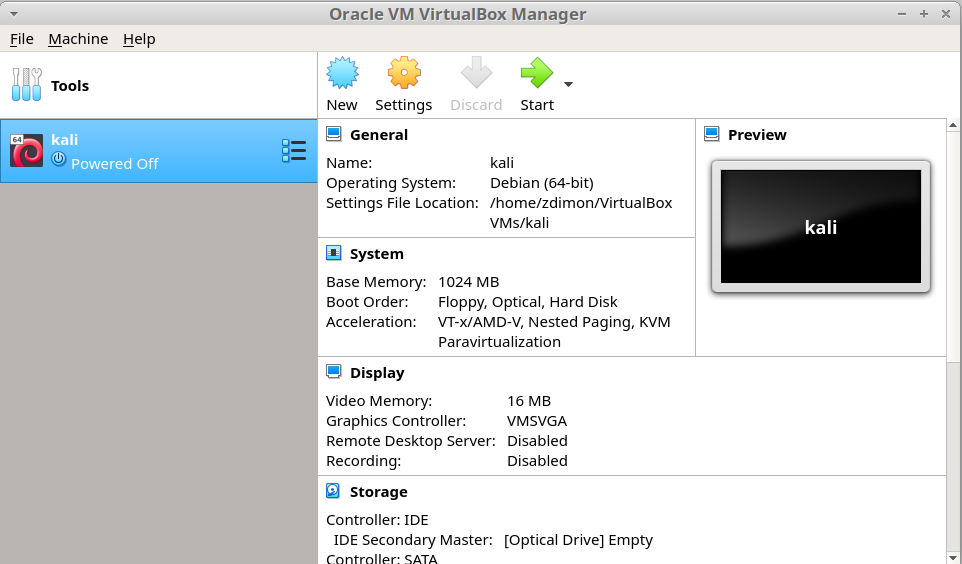 Oracle VM VirtualBox Manager
File Machine Help
Tools
New Settings Discard Start
64
kali
Powered Off
General
Name: kali
Operating System: Debian (64-bit)
Settings File Location: /home/zdimon/VirtualBox
VMs/kali
Preview
kali
System
Base Memory: 1024 MB
Boot Order: Floppy, Optical, Hard Disk
Acceleration: VT-x/AMD-V, Nested Paging, KVM
Paravirtualization
Display
Video Memory: 16 MB
Graphics Controller: VMSVGA
Remote Desktop Server: Disabled
Recording: Disabled
Storage
Controller: IDE
IDE Secondary Master: [Optical Drive] Empty
Controller: SATA